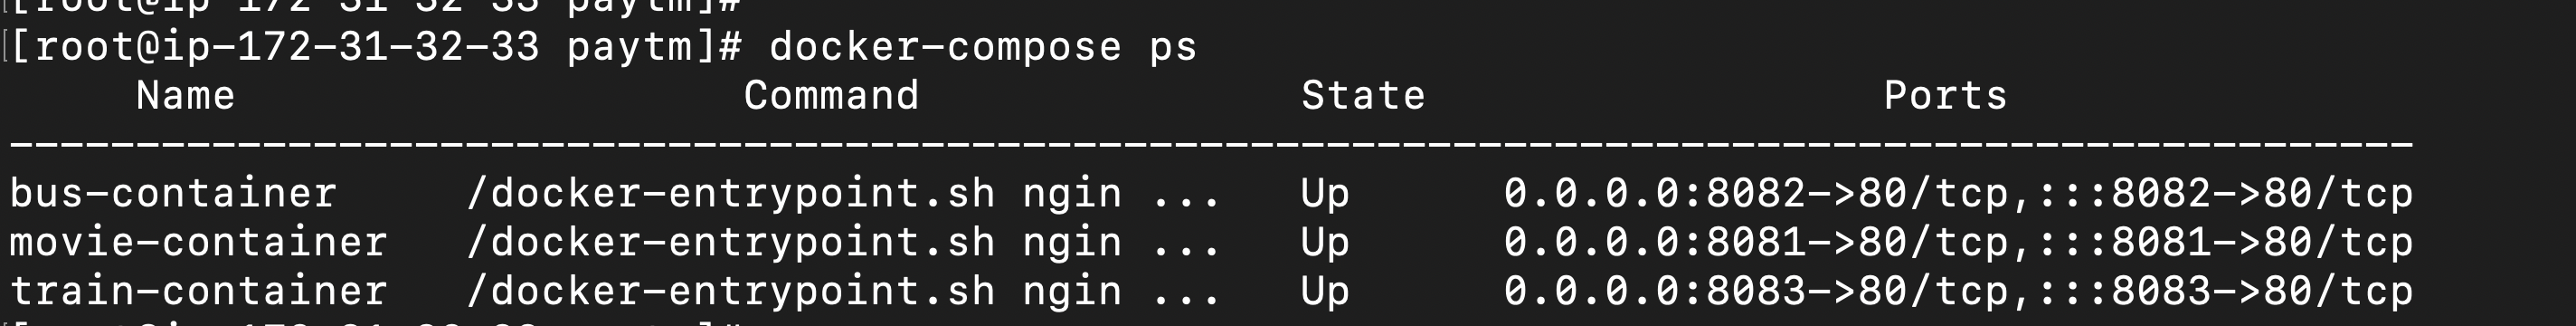 [root@ip-172-31-32-33 paytm]#
[root@ip-172-31-32-33 paytm]# docker-compose ps
Name Command State Ports
--------------------------------------------------------------------------------------------------
bus-container /docker-entrypoint.sh ngin ... Up 0.0.0.0:8082->80/tcp,:::8082->80/tcp
movie-container /docker-entrypoint.sh ngin ... Up 0.0.0.0:8081->80/tcp,:::8081->80/tcp
train-container /docker-entrypoint.sh ngin ... Up 0.0.0.0:8083->80/tcp,:::8083->80/tcp